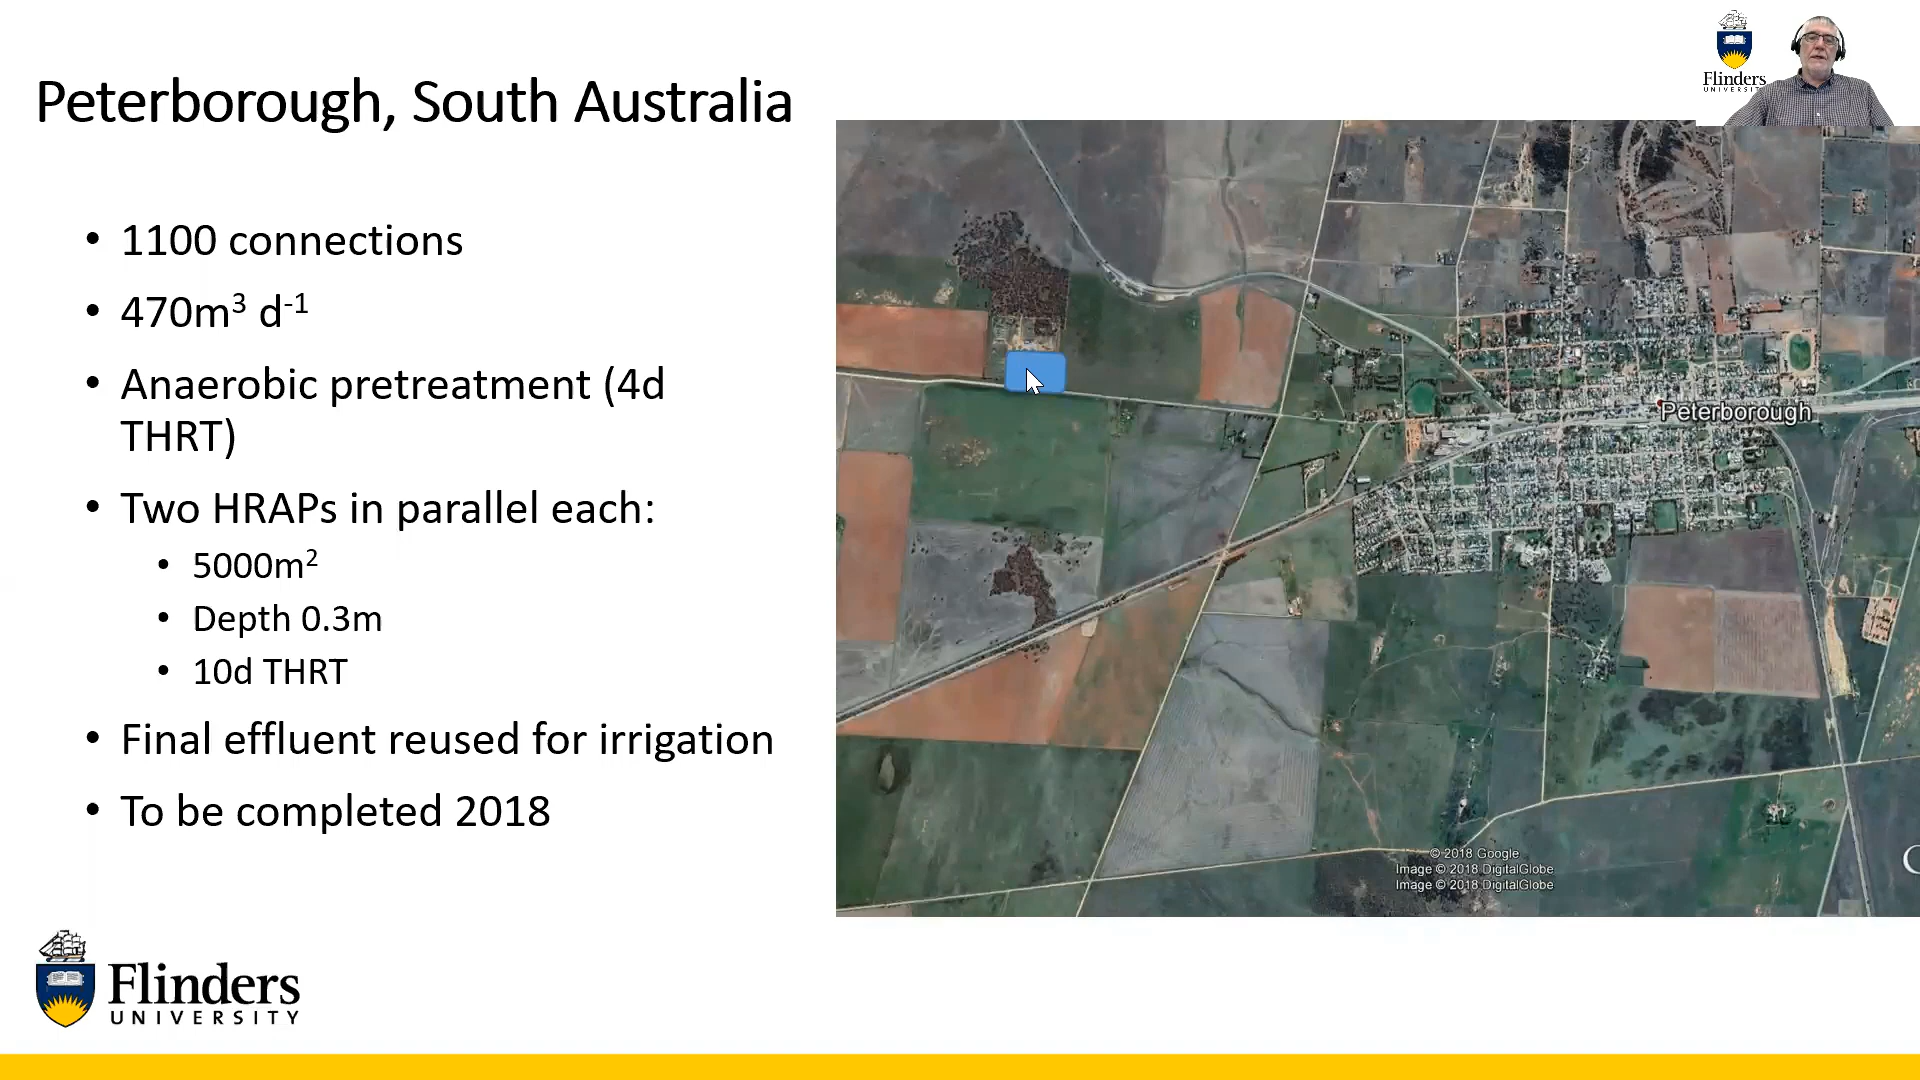 Peterborough, South Australia
• 1100 connections
• 470m³ d⁻¹
• Anaerobic pretreatment (4d
THRT)
• Two HRAPs in parallel each:
• 5000m²
• Depth 0.3m
• 10d THRT
• Final effluent reused for irrigation
• To be completed 2018
Flinders
UNIVERSITY
Peterborough
© 2018 Google
Image © 2018 DigitalGlobe
Image © 2018 DigitalGlobe
Flinders
UNIVERSITY